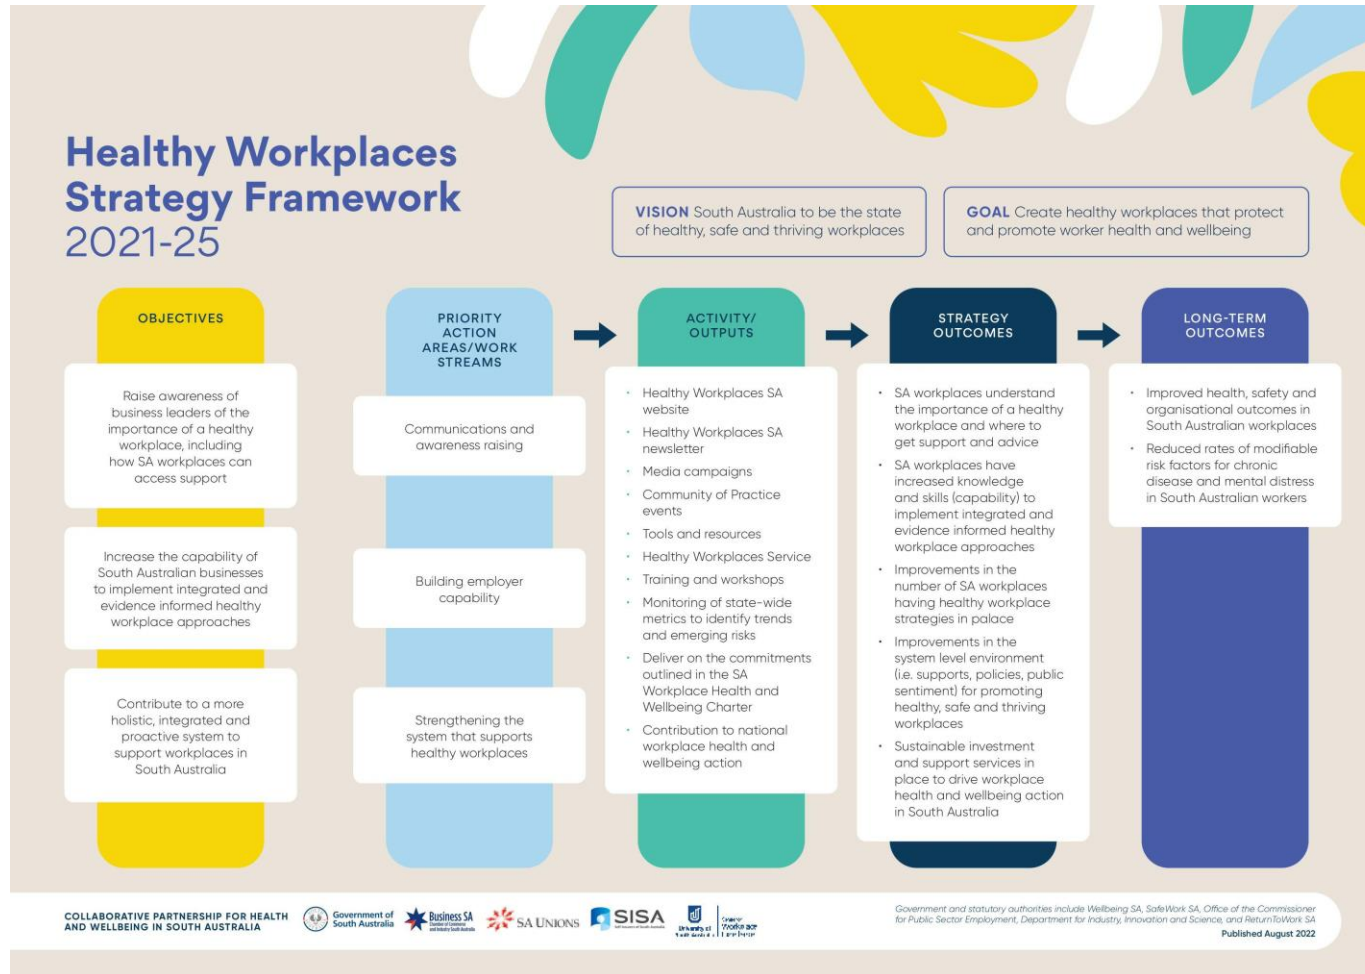 Healthy Workplaces
Strategy Framework
2021-25
VISION South Australia to be the state
of healthy, safe and thriving workplaces
GOAL Create healthy workplaces that protect
and promote worker health and wellbeing
OBJECTIVES
Raise awareness of
business leaders of the
importance of a healthy
workplace, including
how SA workplaces can
access support
Increase the capability of
South Australian businesses
to implement integrated and
evidence informed healthy
workplace approaches
Contribute to a more
holistic, integrated and
proactive system to
support workplaces in
South Australia
PRIORITY
ACTION
AREAS/WORK
STREAMS
Communications and
awareness raising
Building employer
capability
Strengthening the
system that supports
healthy workplaces
ACTIVITY/
OUTPUTS
• Healthy Workplaces SA
website
• Healthy Workplaces SA
newsletter
• Media campaigns
• Community of Practice
events
• Tools and resources
• Healthy Workplaces Service
• Training and workshops
• Monitoring of state-wide
metrics to identify trends
and emerging risks
• Deliver on the commitments
outlined in the SA
Workplace Health and
Wellbeing Charter
• Contribution to national
workplace health and
wellbeing action
STRATEGY
OUTCOMES
• SA workplaces understand
the importance of a healthy
workplace and where to
get support and advice
• SA workplaces have
increased knowledge
and skills (capability) to
implement integrated and
evidence informed healthy
workplace approaches
• Improvements in the
number of SA workplaces
having healthy workplace
strategies in palace
• Improvements in the
system level environment
(i.e. supports, policies, public
sentiment) for promoting
healthy, safe and thriving
workplaces
• Sustainable investment
and support services in
place to drive workplace
health and wellbeing action
in South Australia
LONG-TERM
OUTCOMES
• Improved health, safety and
organisational outcomes in
South Australian workplaces
• Reduced rates of modifiable
risk factors for chronic
disease and mental distress
in South Australian workers
COLLABORATIVE PARTNERSHIP FOR HEALTH
AND WELLBEING IN SOUTH AUSTRALIA
Government of
South Australia
Business SA
Chamber of Commerce
and Industry South Australia
SA UNIONS
SISA
Self Insurers of South Australia
University of
South Australia
Government and statutory authorities include Wellbeing SA, SafeWork SA, Office of the Commissioner
for Public Sector Employment, Department for Industry, Innovation and Science, and ReturnToWork SA
Published August 2022